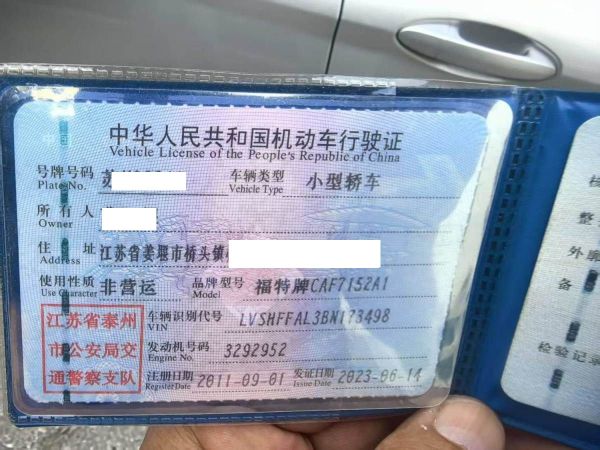 中华人民共和国机动车行驶证
Vehicle License of the People's Republic of China
号牌号码 苏 车辆类型 小型轿车
Plate No. Vehicle Type
所有人
Owner
住址 江苏省姜堰市桥头镇
Address
使用性质 非营运 品牌型号 福特牌CAF7152A1
Use Character Model
江苏省泰州
市公安局交
通警察支队
车辆识别代号 LVSHFFAL3BN173498
VIN
发动机号码 3292952
Engine No.
注册日期 2011-09-01 发证日期 2023-06-14
Register Date Issue Date
核
整
外廓
备
检验记录